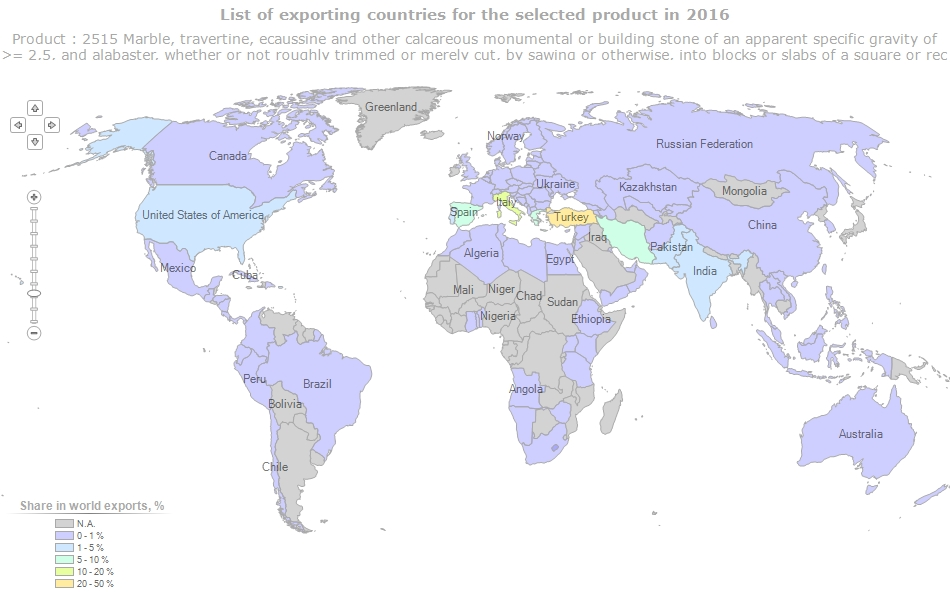 List of exporting countries for the selected product in 2016
Product : 2515 Marble, travertine, ecaussine and other calcareous monumental or building stone of an apparent specific gravity of
>= 2.5, and alabaster, whether or not roughly trimmed or merely cut, by sawing or otherwise, into blocks or slabs of a square or rec
Greenland
Norway
Russian Federation
Canada
Ukraine
Kazakhstan
Mongolia
Italy
Spain
Turkey
United States of America
China
Iraq
Pakistan
Algeria
Egypt
Mexico
Cuba
India
Mali
Niger
Chad
Sudan
Nigeria
Ethiopia
Peru
Brazil
Angola
Bolivia
Australia
Chile
Share in world exports, %
N.A.
0 - 1 %
1 - 5 %
5 - 10 %
10 - 20 %
20 - 50 %